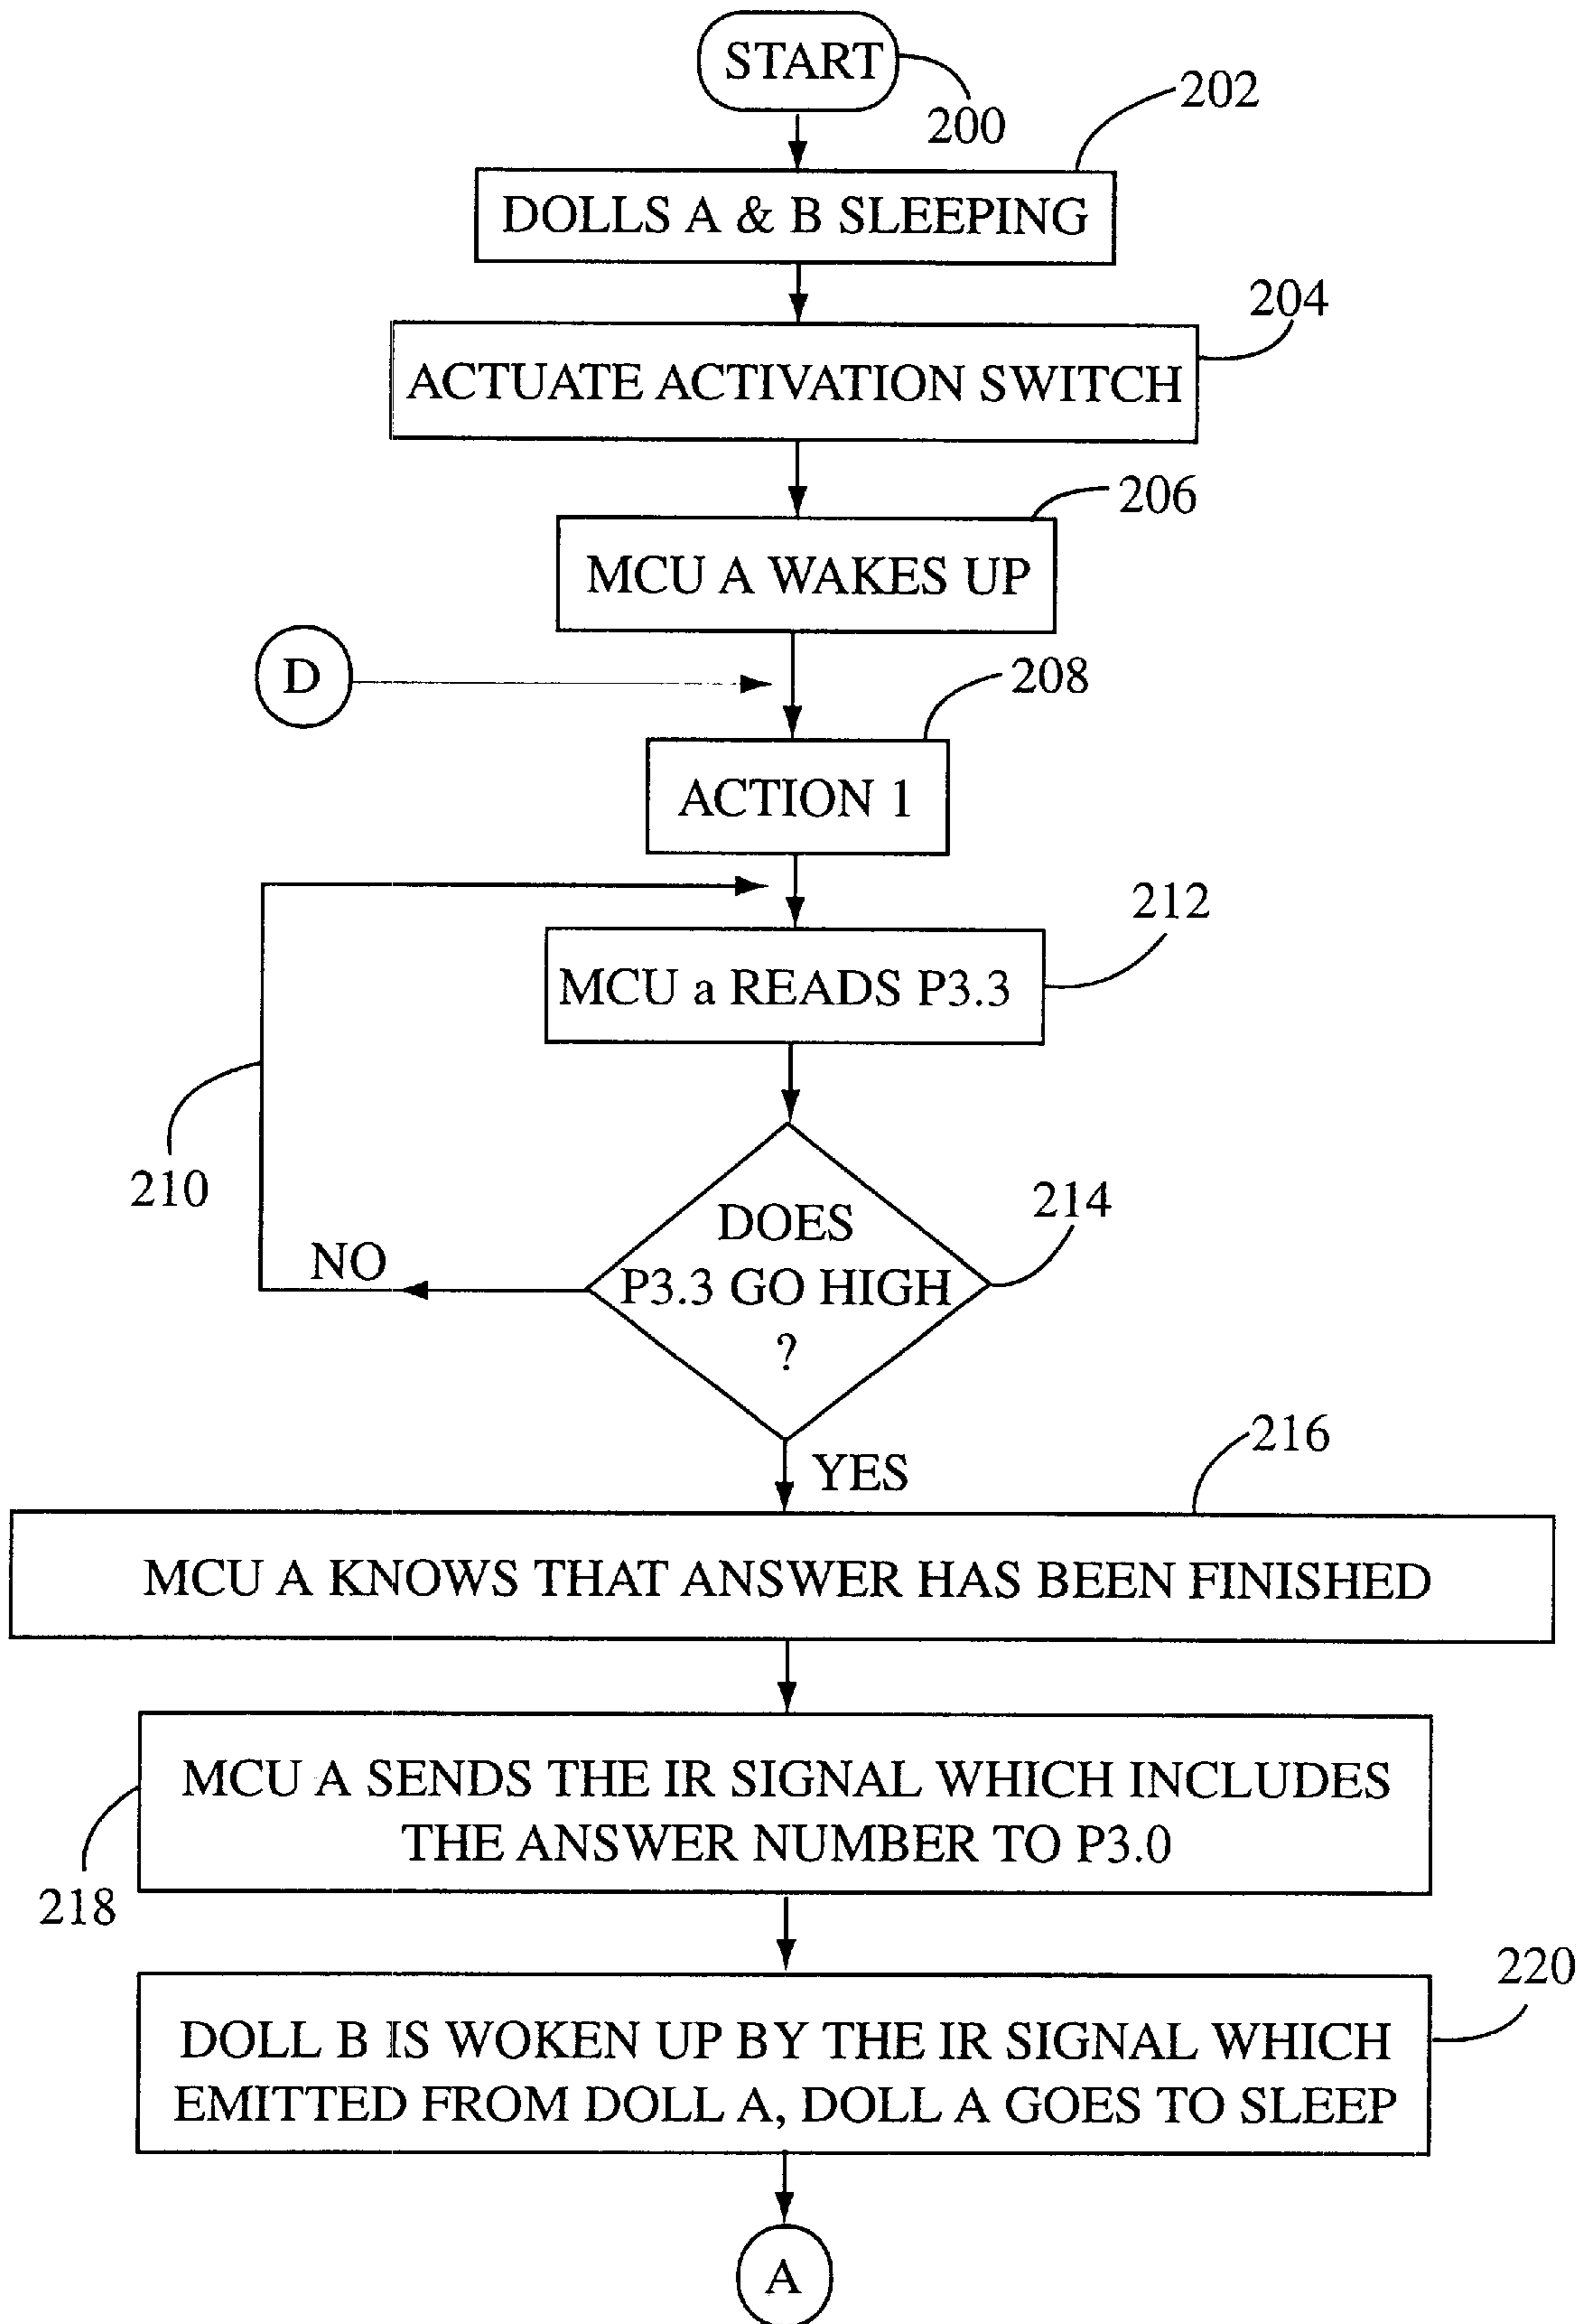 START
200
202
DOLLS A & B SLEEPING
204
ACTUATE ACTIVATION SWITCH
206
MCU A WAKES UP
D
208
ACTION 1
212
MCU a READS P3.3
210
214
DOES
P3.3 GO HIGH
?
NO
YES
216
MCU A KNOWS THAT ANSWER HAS BEEN FINISHED
MCU A SENDS THE IR SIGNAL WHICH INCLUDES
THE ANSWER NUMBER TO P3.0
218
220
DOLL B IS WOKEN UP BY THE IR SIGNAL WHICH
EMITTED FROM DOLL A, DOLL A GOES TO SLEEP
A